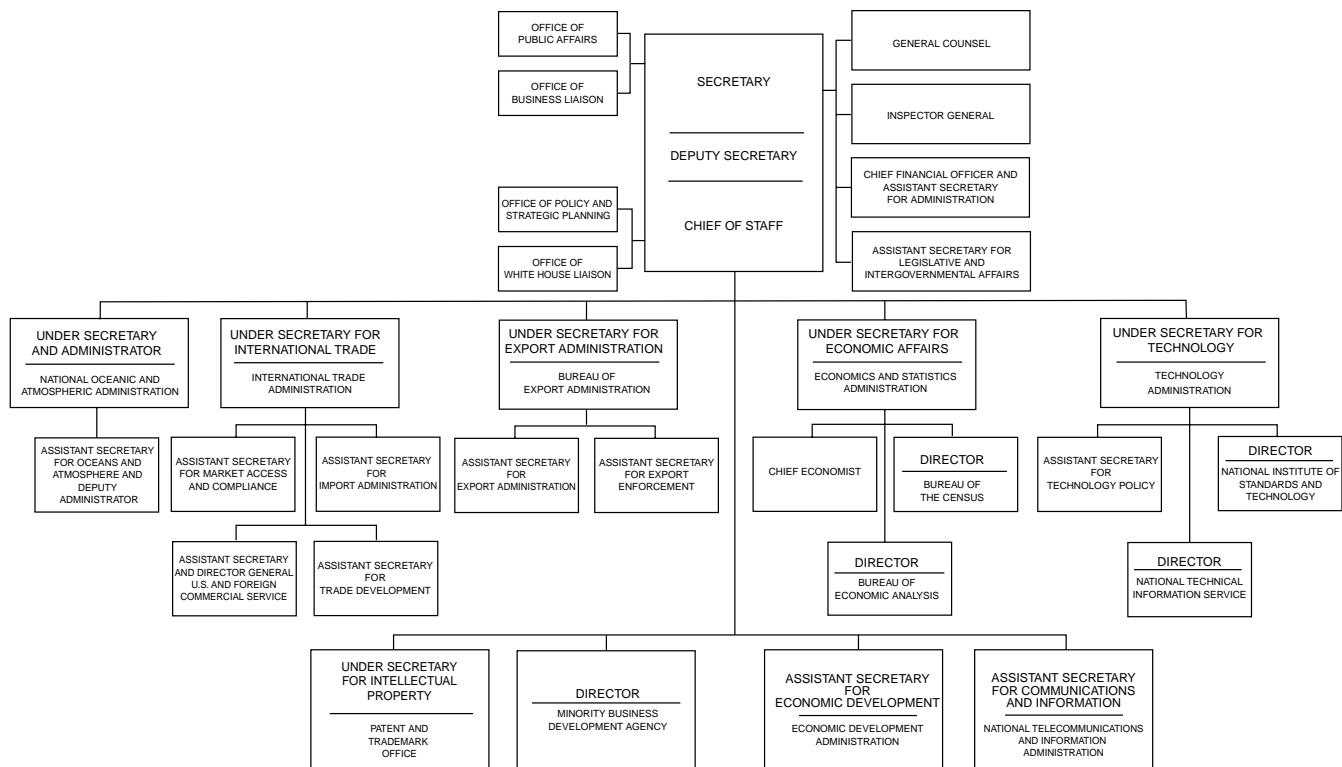 OFFICE OF
PUBLIC AFFAIRS
OFFICE OF
BUSINESS LIAISON
OFFICE OF POLICY AND
STRATEGIC PLANNING
OFFICE OF
WHITE HOUSE LIAISON
SECRETARY
DEPUTY SECRETARY
CHIEF OF STAFF
GENERAL COUNSEL
INSPECTOR GENERAL
CHIEF FINANCIAL OFFICER AND
ASSISTANT SECRETARY
FOR ADMINISTRATION
ASSISTANT SECRETARY FOR
LEGISLATIVE AND
INTERGOVERNMENTAL AFFAIRS
UNDER SECRETARY
AND ADMINISTRATOR
NATIONAL OCEANIC AND
ATMOSPHERIC ADMINISTRATION
UNDER SECRETARY FOR
INTERNATIONAL TRADE
INTERNATIONAL TRADE
ADMINISTRATION
UNDER SECRETARY FOR
EXPORT ADMINISTRATION
BUREAU OF
EXPORT ADMINISTRATION
UNDER SECRETARY FOR
ECONOMIC AFFAIRS
ECONOMICS AND STATISTICS
ADMINISTRATION
UNDER SECRETARY FOR
TECHNOLOGY
TECHNOLOGY
ADMINISTRATION
ASSISTANT SECRETARY
FOR OCEANS AND
ATMOSPHERE AND
DEPUTY
ADMINISTRATOR
ASSISTANT SECRETARY
FOR MARKET ACCESS
AND COMPLIANCE
ASSISTANT SECRETARY
FOR
IMPORT ADMINISTRATION
ASSISTANT SECRETARY
FOR
EXPORT ADMINISTRATION
ASSISTANT SECRETARY
FOR EXPORT
ENFORCEMENT
CHIEF ECONOMIST
DIRECTOR
BUREAU OF
THE CENSUS
ASSISTANT SECRETARY
FOR
TECHNOLOGY POLICY
DIRECTOR
NATIONAL INSTITUTE OF
STANDARDS AND
TECHNOLOGY
ASSISTANT SECRETARY
AND DIRECTOR GENERAL
U.S. AND FOREIGN
COMMERCIAL SERVICE
ASSISTANT SECRETARY
FOR
TRADE DEVELOPMENT
DIRECTOR
BUREAU OF
ECONOMIC ANALYSIS
DIRECTOR
NATIONAL TECHNICAL
INFORMATION SERVICE
UNDER SECRETARY
FOR INTELLECTUAL
PROPERTY
PATENT AND
TRADEMARK
OFFICE
DIRECTOR
MINORITY BUSINESS
DEVELOPMENT AGENCY
ASSISTANT SECRETARY
FOR
ECONOMIC DEVELOPMENT
ECONOMIC DEVELOPMENT
ADMINISTRATION
ASSISTANT SECRETARY
FOR COMMUNICATIONS
AND INFORMATION
NATIONAL TELECOMMUNICATIONS
AND INFORMATION
ADMINISTRATION